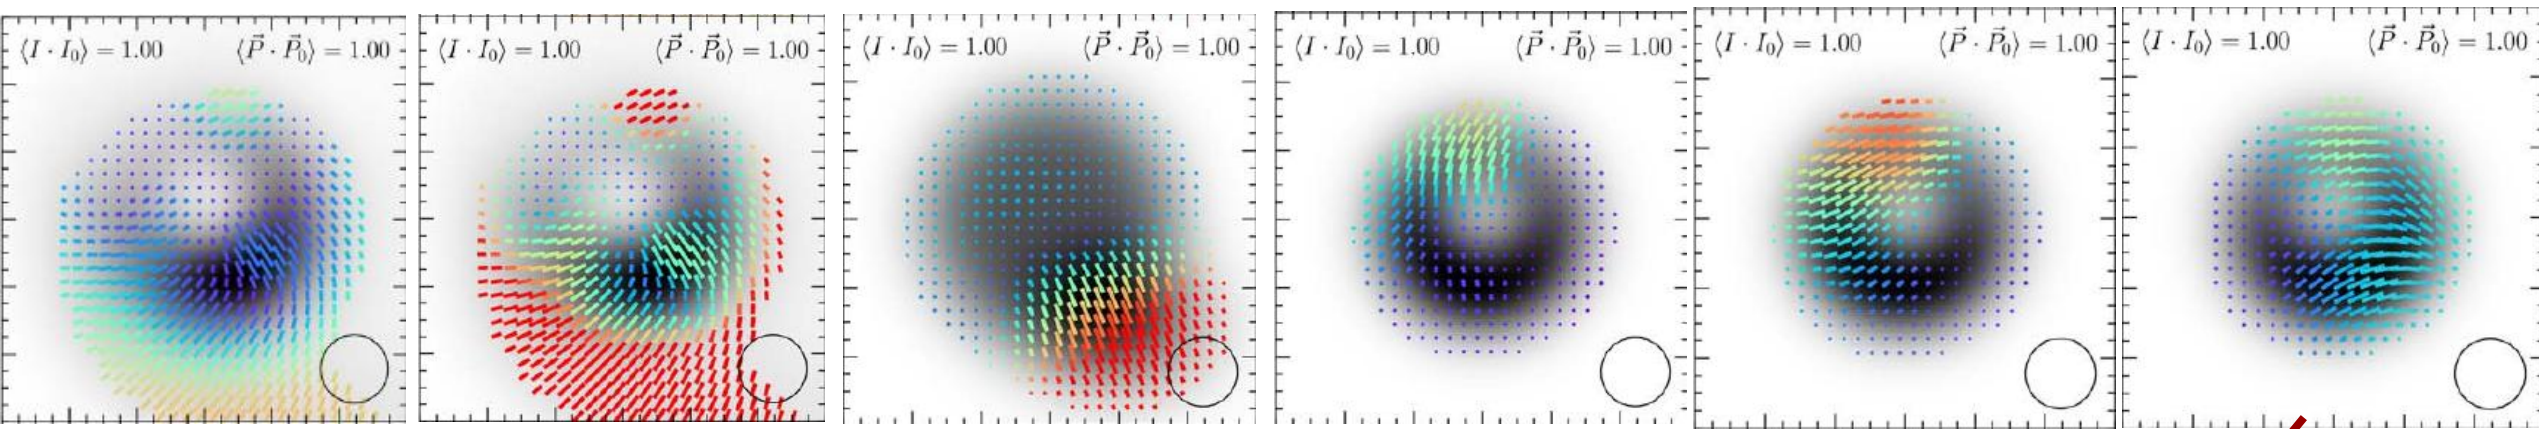 ⟨I · I₀⟩ = 1.00 ⟨P⃗ · P⃗₀⟩ = 1.00
⟨I · I₀⟩ = 1.00 ⟨P⃗ · P⃗₀⟩ = 1.00
⟨I · I₀⟩ = 1.00 ⟨P⃗ · P⃗₀⟩ = 1.00
⟨I · I₀⟩ = 1.00 ⟨P⃗ · P⃗₀⟩ = 1.00
⟨I · I₀⟩ = 1.00 ⟨P⃗ · P⃗₀⟩ = 1.00
⟨I · I₀⟩ = 1.00 ⟨P⃗ · P⃗₀⟩ = 1.00